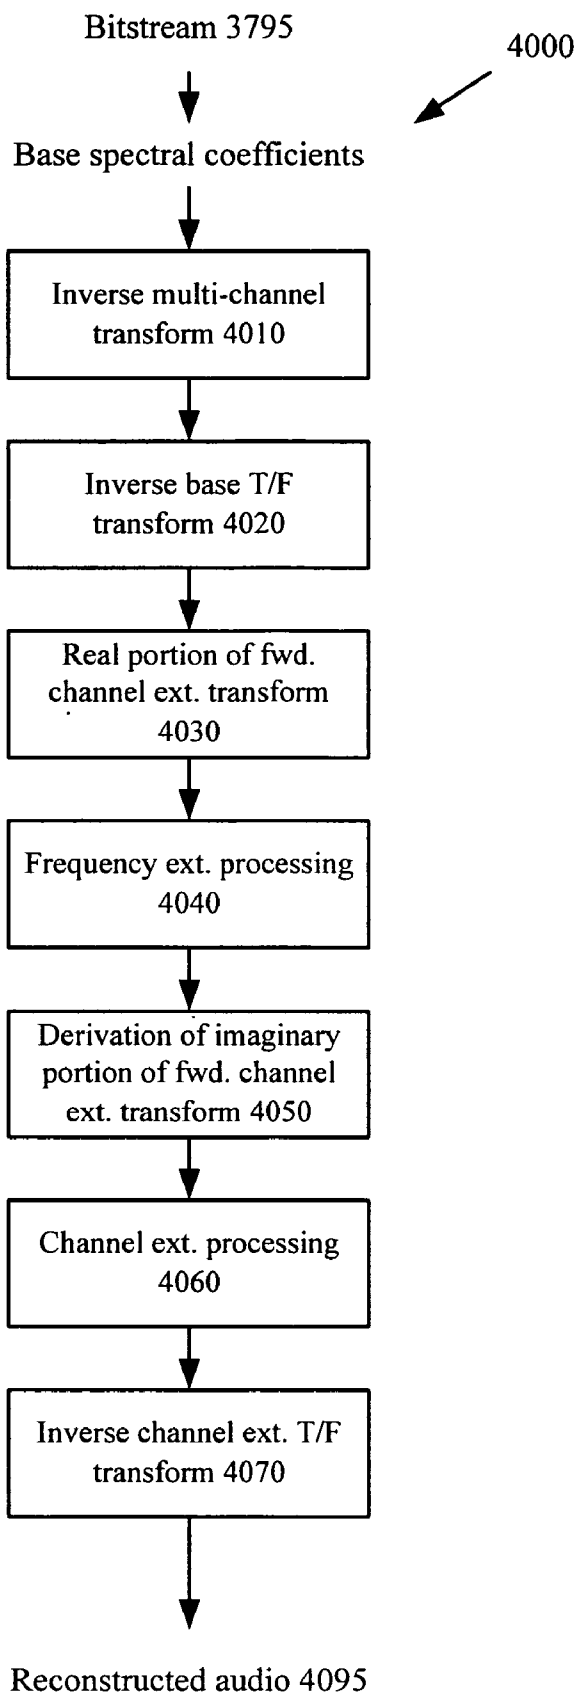 Bitstream 3795
4000
Base spectral coefficients
Inverse multi-channel
transform 4010
Inverse base T/F
transform 4020
Real portion of fwd.
channel ext. transform
4030
Frequency ext. processing
4040
Derivation of imaginary
portion of fwd. channel
ext. transform 4050
Channel ext. processing
4060
Inverse channel ext. T/F
transform 4070
Reconstructed audio 4095